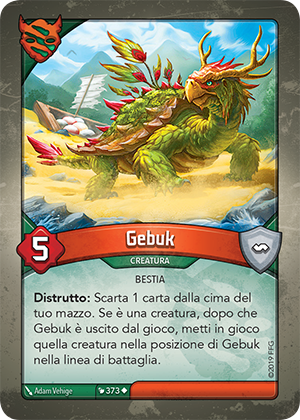 Gebuk
5
CREATURA
BESTIA
Distrutto: Scarta 1 carta dalla cima del
tuo mazzo. Se è una creatura, dopo che
Gebuk è uscito dal gioco, metti in gioco
quella creatura nella posizione di Gebuk
nella linea di battaglia.
©2019 FFG
Adam Vehige
373